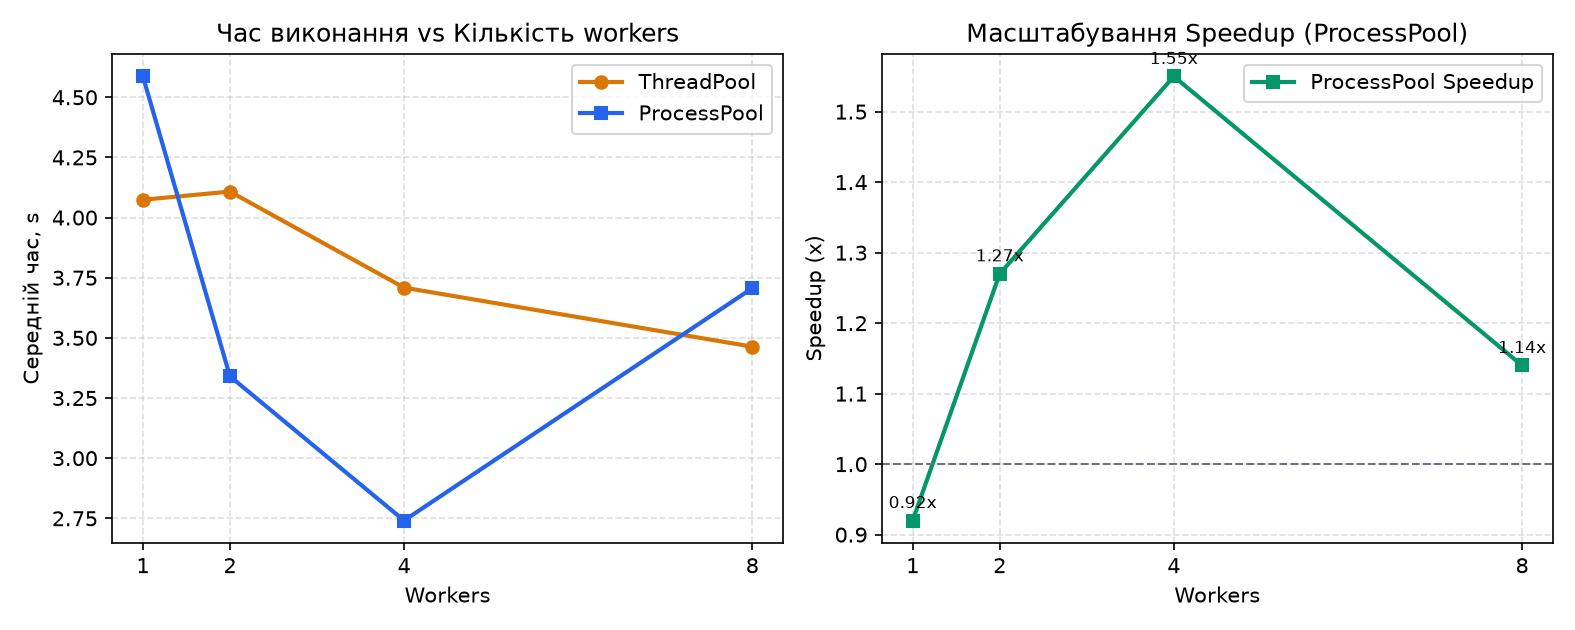 Час виконання vs Кількість workers
ThreadPool
ProcessPool
Середній час, s
4.50
4.25
4.00
3.75
3.50
3.25
3.00
2.75
1 2 4 8
Workers
Масштабування Speedup (ProcessPool)
ProcessPool Speedup
Speedup (x)
1.5
1.4
1.3
1.2
1.1
1.0
0.9
0.92x
1.27x
1.55x
1.14x
1 2 4 8
Workers